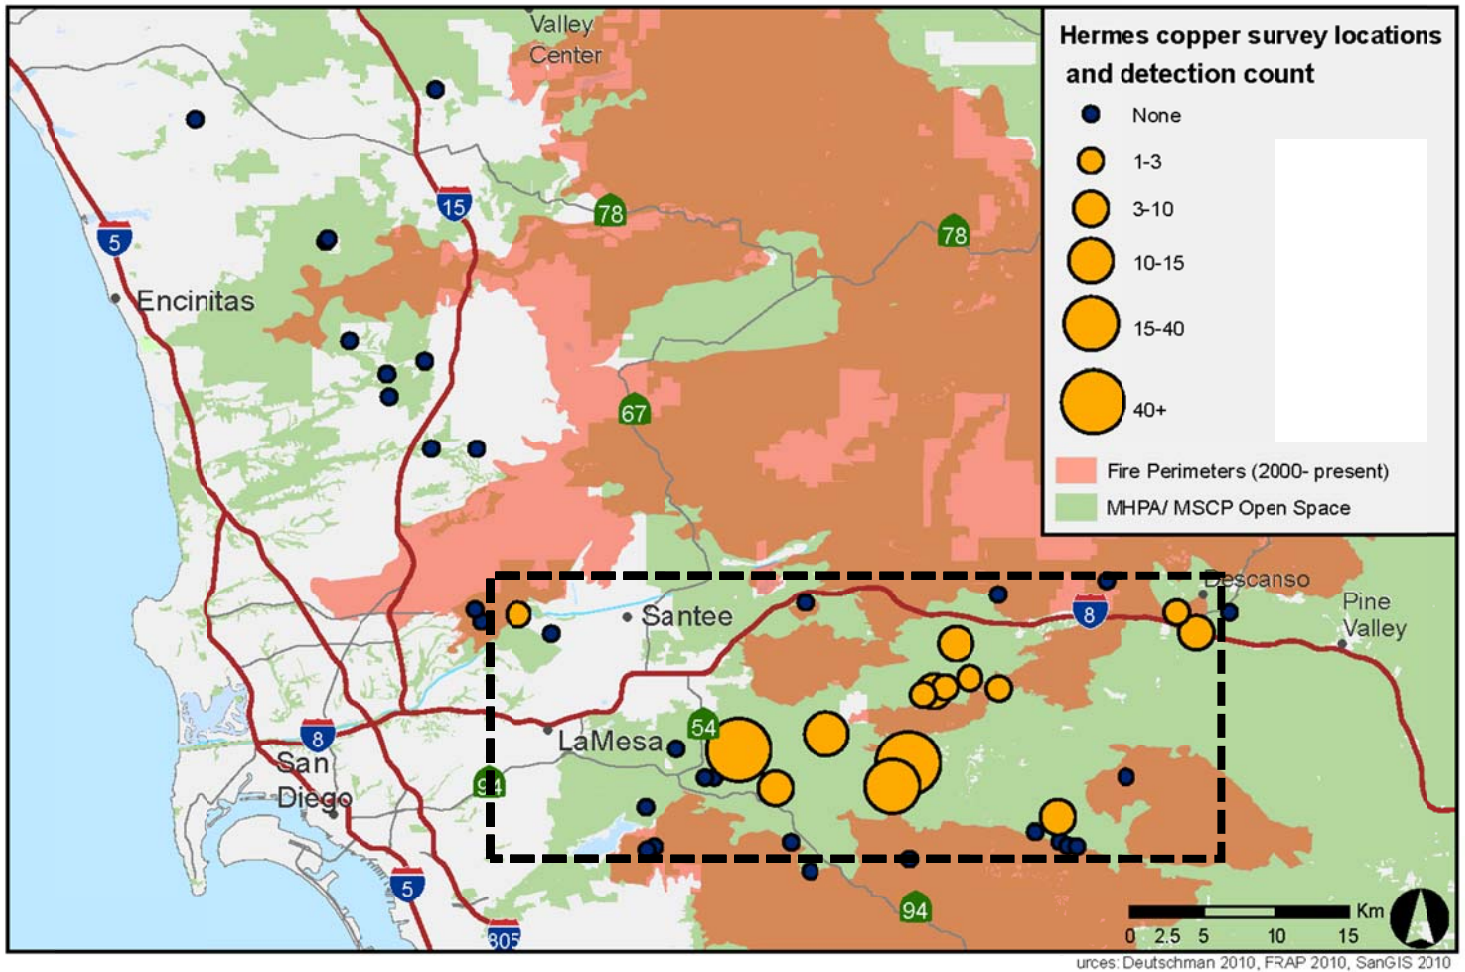 Valley
Center
Hermes copper survey locations
and detection count
None
1-3
3-10
10-15
15-40
40+
Fire Perimeters (2000- present)
MHPA/ MSCP Open Space
15
78
78
5
Encinitas
67
Descanso
Santee
8
Pine
Valley
54
LaMesa
8
San
Diego
94
5
94
805
Km
0 2.5 5 10 15
urces: Deutschman 2010, FRAP 2010, SanGIS 2010